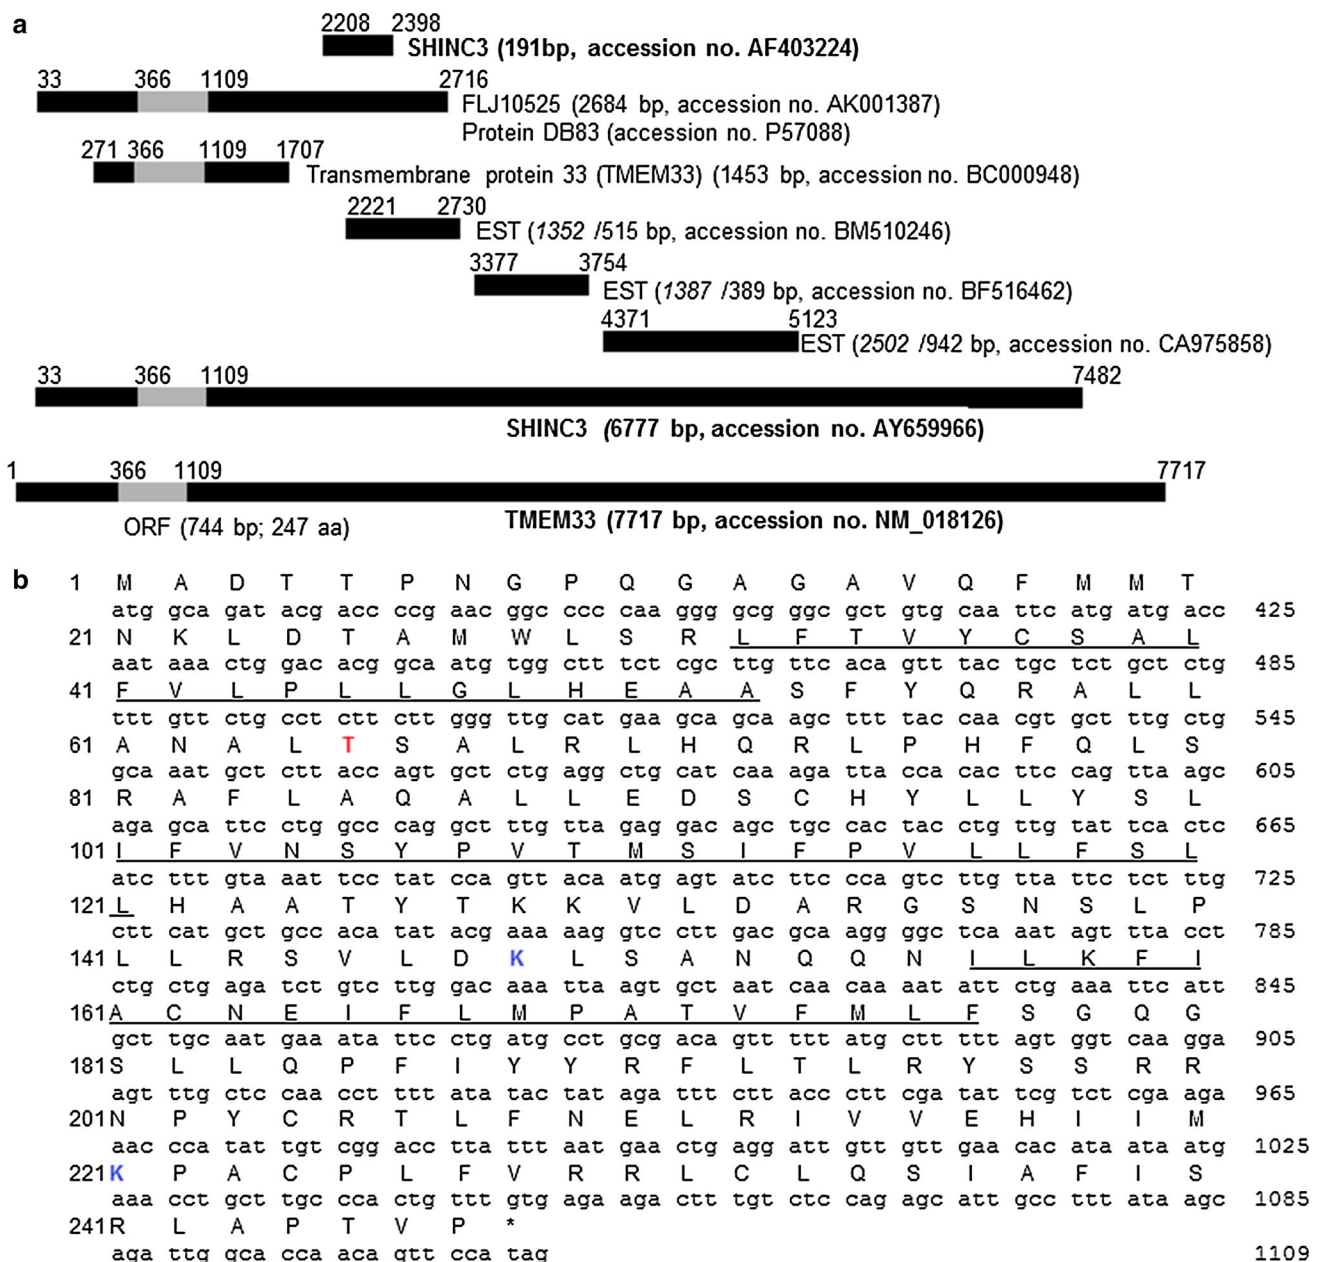 a
2208 2398
SHINC3 (191bp, accession no. AF403224)
33 366 1109 2716
FLJ10525 (2684 bp, accession no. AK001387)
Protein DB83 (accession no. P57088)
271 366 1109 1707
Transmembrane protein 33 (TMEM33) (1453 bp, accession no. BC000948)
2221 2730
EST (1352 /515 bp, accession no. BM510246)
3377 3754
EST (1387 /389 bp, accession no. BF516462)
4371 5123
EST (2502 /942 bp, accession no. CA975858)
33 366 1109 7482
SHINC3 (6777 bp, accession no. AY659966)
1 366 1109 7717
ORF (744 bp; 247 aa)
TMEM33 (7717 bp, accession no. NM_018126)
b
1 M A D T T P N G P Q G A G A V Q F M M T
atg gca gat acg acc ccg aac ggc ccc caa ggg gcg ggc gct gtg caa ttc atg atg acc 425
21 N K L D T A M W L S R L F T V Y C S A L
aat aaa ctg gac acg gca atg tgg ctt tct cgc ttg ttc aca gtt tac tgc tct gct ctg 485
41 F V L P L L G L H E A A S F Y Q R A L L
ttt gtt ctg cct ctt ctt ggg ttg cat gaa gca gca agc ttt tac caa cgt gct ttg ctg 545
61 A N A L T S A L R L H Q R L P H F Q L S
gca aat gct ctt acc agt gct ctg agg ctg cat caa aga tta cca cac ttc cag tta agc 605
81 R A F L A Q A L L E D S C H Y L L Y S L
aga gca ttc ctg gcc cag gct ttg tta gag gac agc tgc cac tac ctg ttg tat tca ctc 665
101 I F V N S Y P V T M S I F P V L L F S L
atc ttt gta aat tcc tat cca gtt aca atg agt atc ttc cca gtc ttg tta ttc tct ttg 725
121 L H A A T Y T K K V L D A R G S N S L P
ctt cat gct gcc aca tat acg aaa aag gtc ctt gac gca agg ggc tca aat agt tta cct 785
141 L L R S V L D K L S A N Q Q N I L K F I
ctg ctg aga tct gtc ttg gac aaa tta agt gct aat caa caa aat att ctg aaa ttc att 845
161 A C N E I F L M P A T V F M L F S G Q G
gct tgc aat gaa ata ttc ctg atg cct gcg aca gtt ttt atg ctt ttt agt ggt caa gga 905
181 S L L Q P F I Y Y R F L T L R Y S S R R
agt ttg ctc caa cct ttt ata tac tat aga ttt ctt acc ctt cga tat tcg tct cga aga 965
201 N P Y C R T L F N E L R I V V E H I I M
aac cca tat tgt cgg acc tta ttt aat gaa ctg agg att gtt gtt gaa cac ata ata atg 1025
221 K P A C P L F V R R L C L Q S I A F I S
aaa cct gct tgc cca ctg ttt gtg aga aga ctt tgt ctc cag agc att gcc ttt ata agc 1085
241 R L A P T V P *
aga ttg gca cca aca gtt cca tag 1109